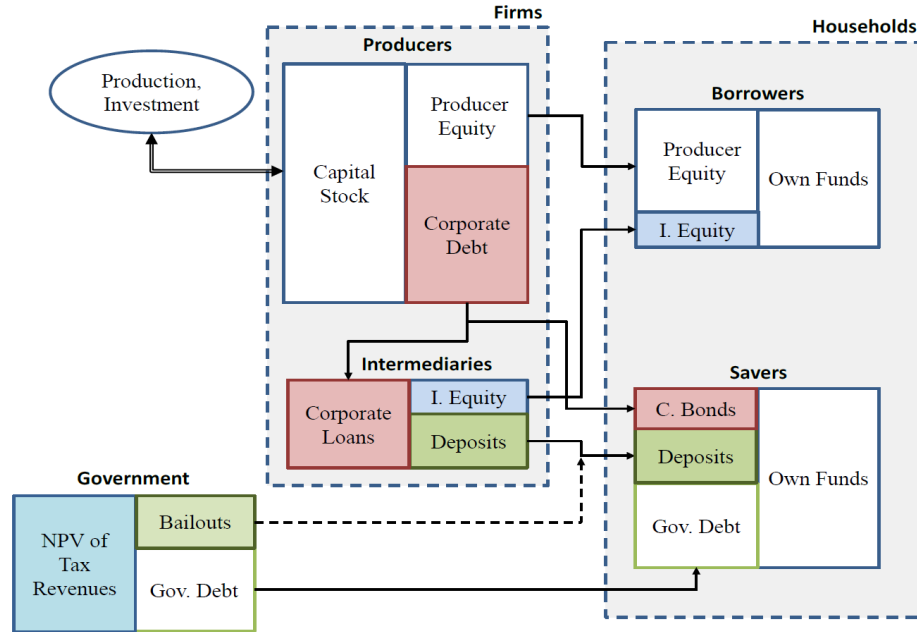 Firms
Households
Producers
Production,
Investment
Capital
Stock
Producer
Equity
Corporate
Debt
Borrowers
Producer
Equity
I. Equity
Own Funds
Intermediaries
Corporate
Loans
I. Equity
Deposits
Savers
C. Bonds
Deposits
Gov. Debt
Own Funds
Government
NPV of
Tax
Revenues
Bailouts
Gov. Debt